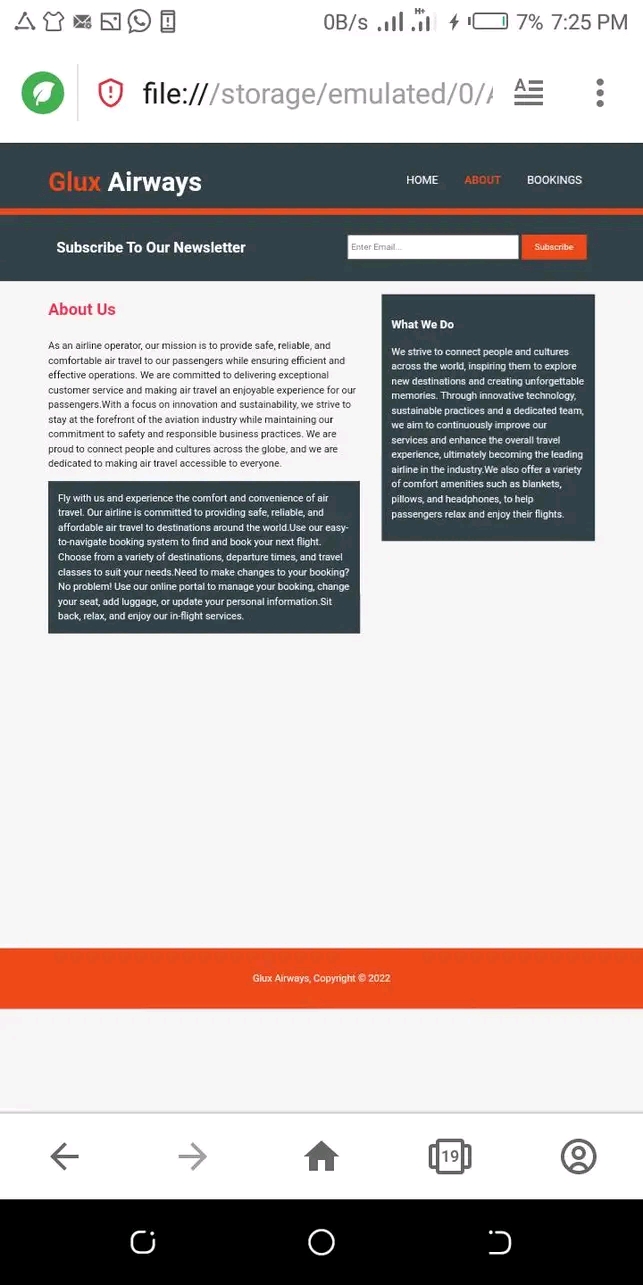 0B/s H+ 7% 7:25 PM
file:///storage/emulated/0/
Glux Airways
HOME ABOUT BOOKINGS
Subscribe To Our Newsletter
Enter Email... Subscribe
About Us
As an airline operator, our mission is to provide safe, reliable, and
comfortable air travel to our passengers while ensuring efficient and
effective operations. We are committed to delivering exceptional
customer service and making air travel an enjoyable experience for our
passengers.With a focus on innovation and sustainability, we strive to
stay at the forefront of the aviation industry while maintaining our
commitment to safety and responsible business practices. We are
proud to connect people and cultures across the globe, and we are
dedicated to making air travel accessible to everyone.
Fly with us and experience the comfort and convenience of air
travel. Our airline is committed to providing safe, reliable, and
affordable air travel to destinations around the world.Use our easy-
to-navigate booking system to find and book your next flight.
Choose from a variety of destinations, departure times, and travel
classes to suit your needs.Need to make changes to your booking?
No problem! Use our online portal to manage your booking, change
your seat, add luggage, or update your personal information.Sit
back, relax, and enjoy our in-flight services.
What We Do
We strive to connect people and cultures
across the world, inspiring them to explore
new destinations and creating unforgettable
memories. Through innovative technology,
sustainable practices and a dedicated team,
we aim to continuously improve our
services and enhance the overall travel
experience, ultimately becoming the leading
airline in the industry.We also offer a variety
of comfort amenities such as blankets,
pillows, and headphones, to help
passengers relax and enjoy their flights.
Glux Airways, Copyright © 2022
19